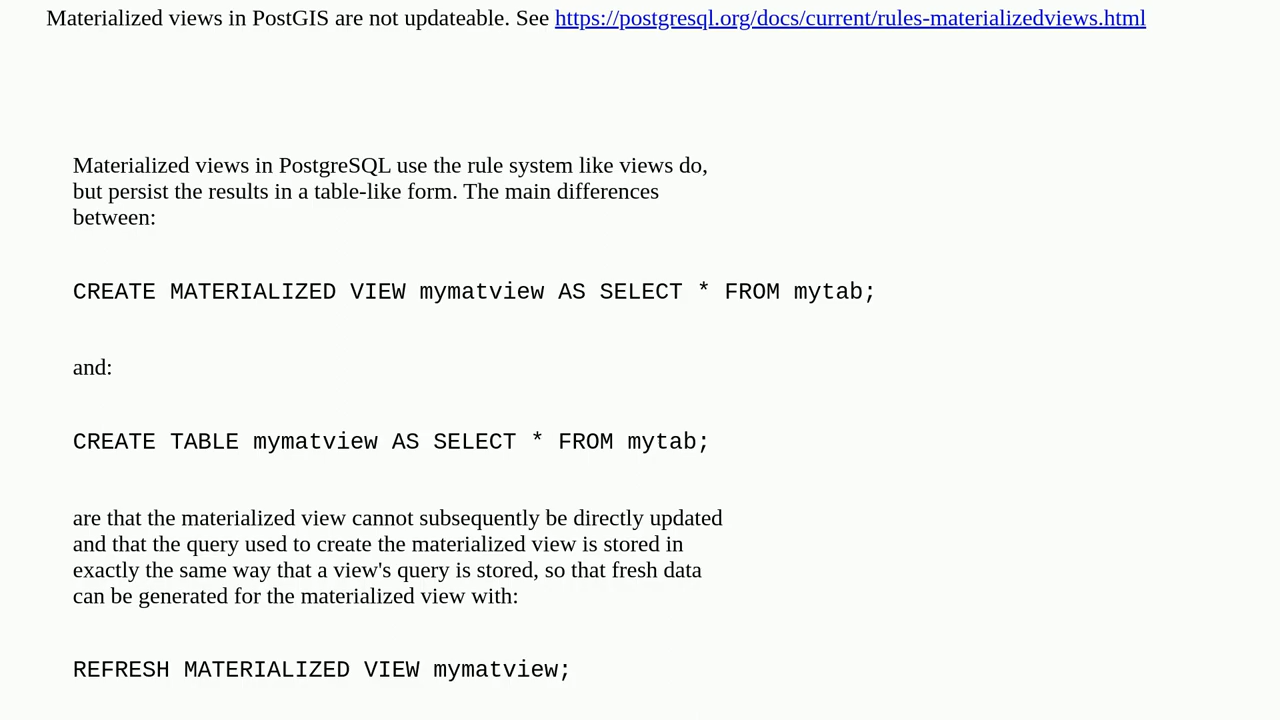 Materialized views in PostGIS are not updateable. See https://postgresql.org/docs/current/rules-materializedviews.html
Materialized views in PostgreSQL use the rule system like views do,
but persist the results in a table-like form. The main differences
between:
CREATE MATERIALIZED VIEW mymatview AS SELECT * FROM mytab;
and:
CREATE TABLE mymatview AS SELECT * FROM mytab;
are that the materialized view cannot subsequently be directly updated
and that the query used to create the materialized view is stored in
exactly the same way that a view's query is stored, so that fresh data
can be generated for the materialized view with:
REFRESH MATERIALIZED VIEW mymatview;